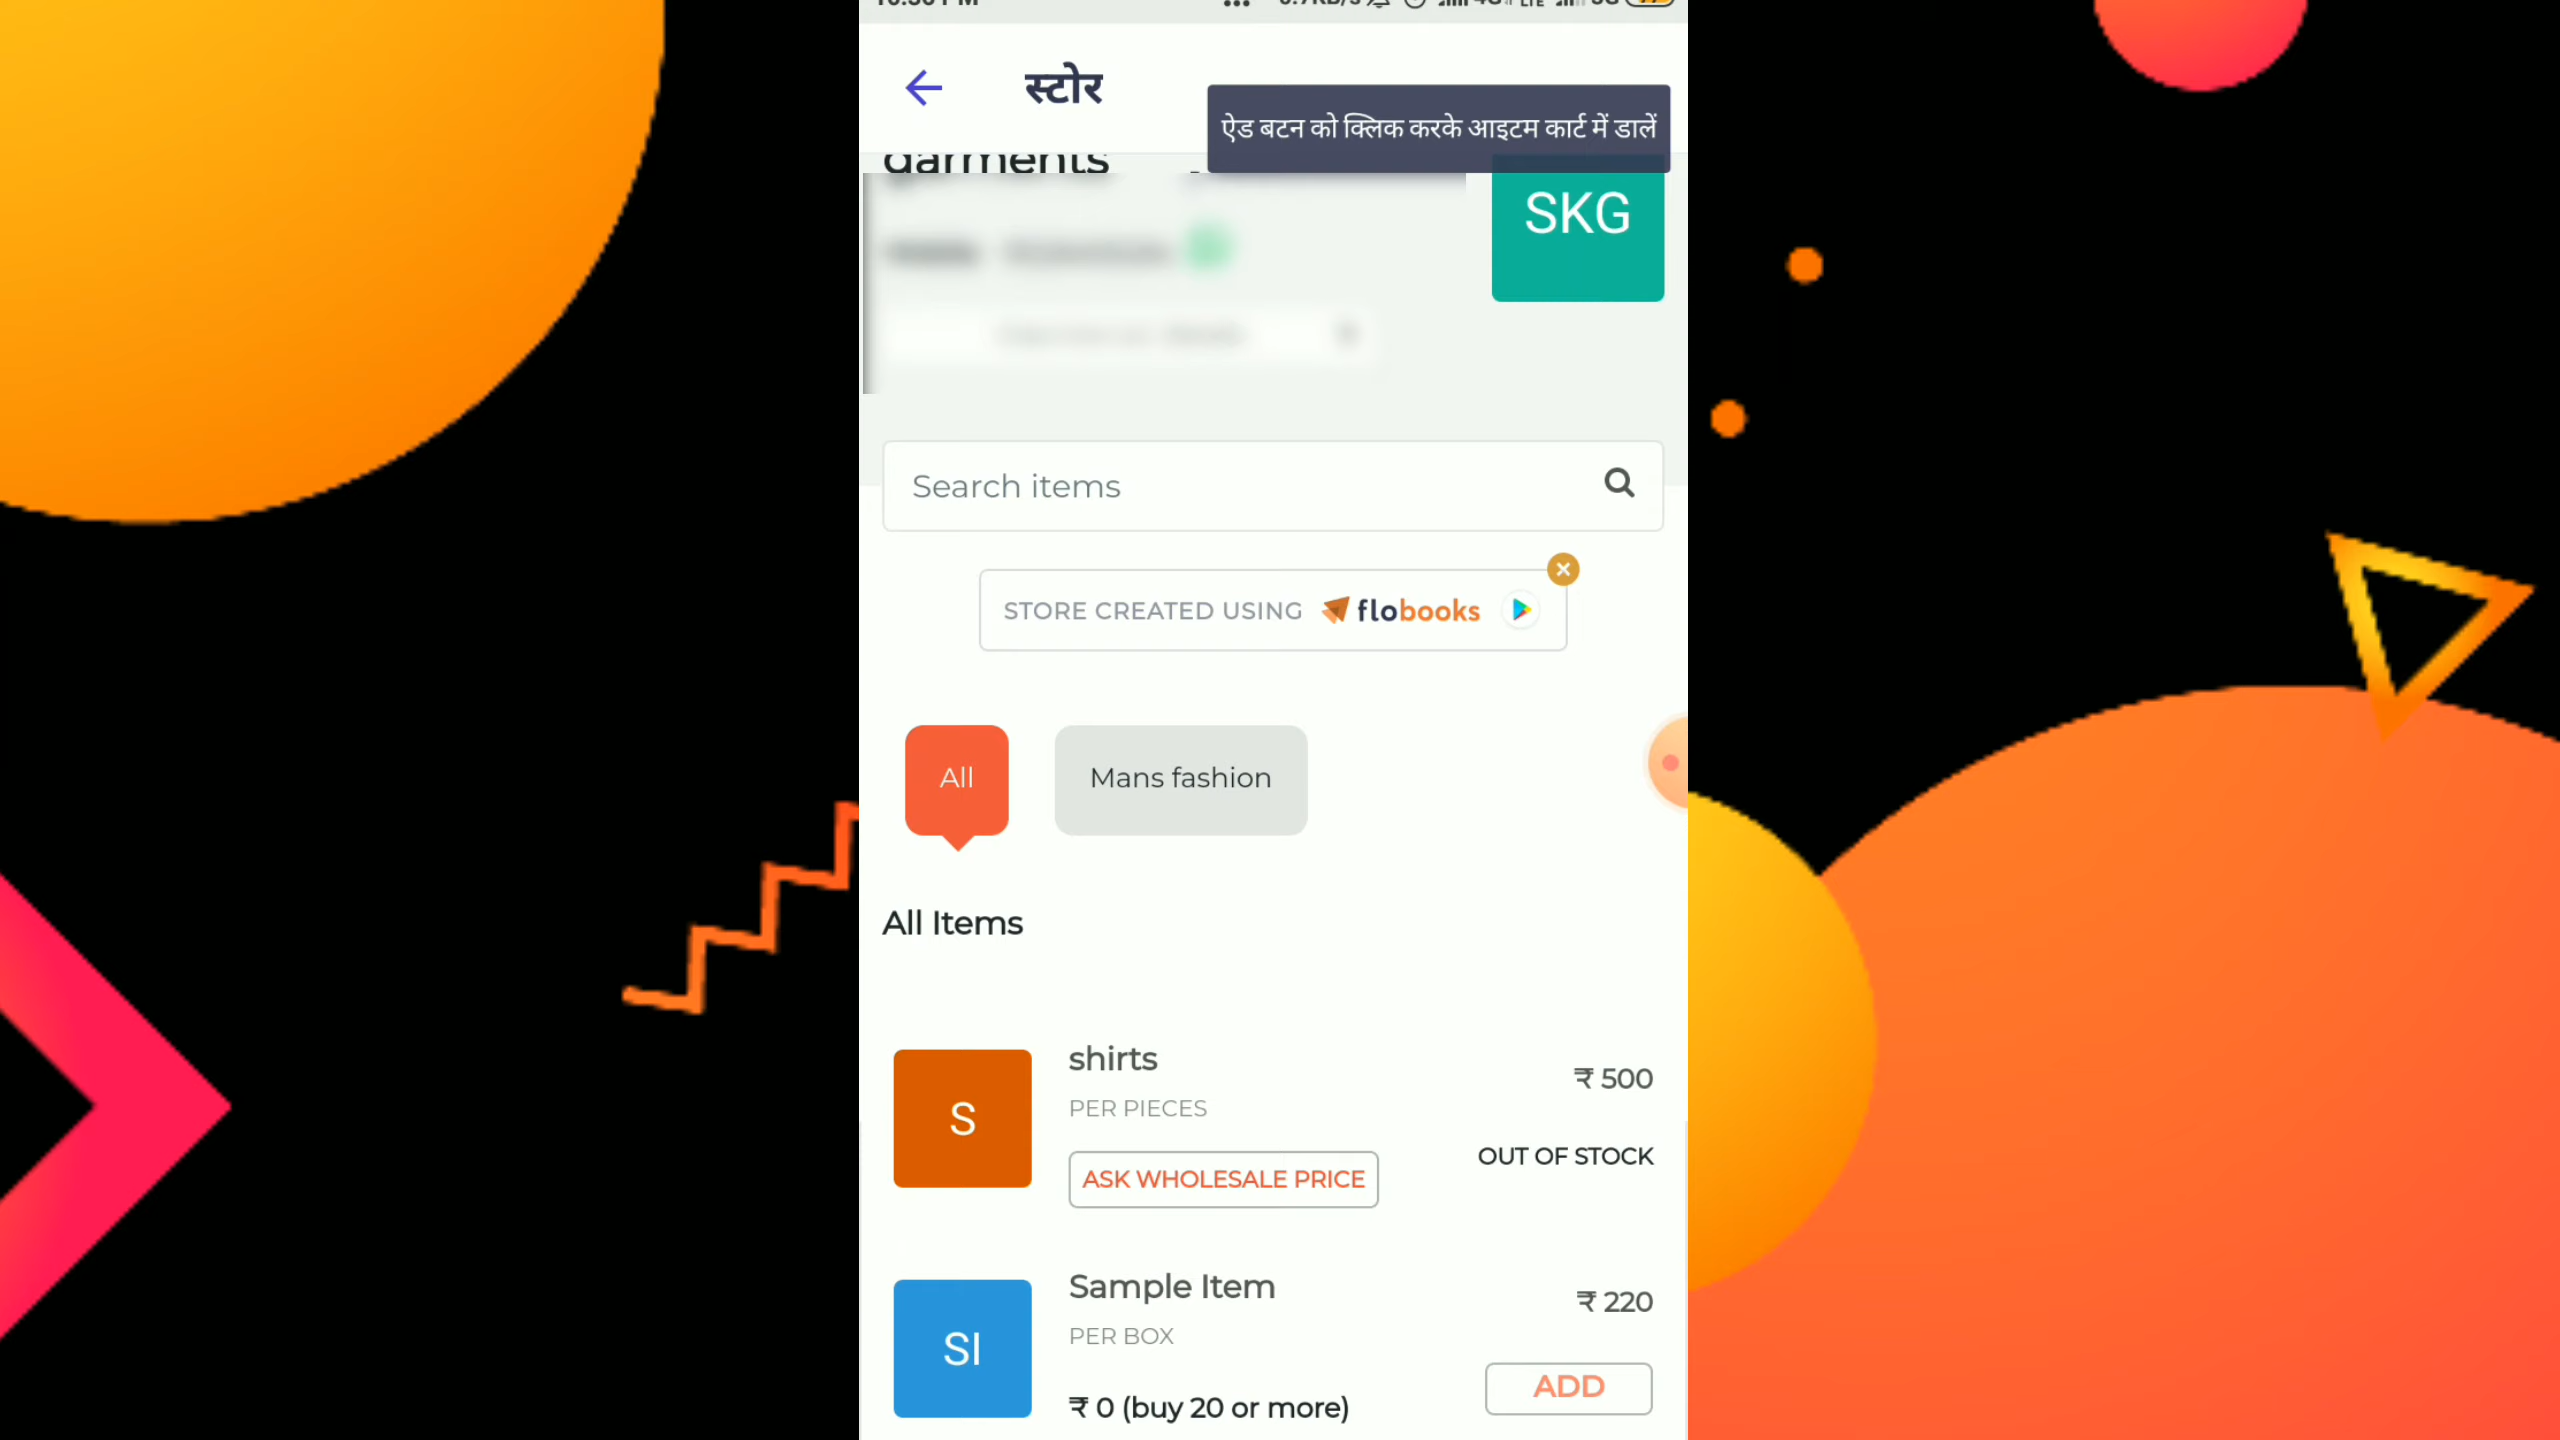 स्टोर
ऐड बटन को क्लिक करके आइटम कार्ट में डालें
garments
SKG
Search items
STORE CREATED USING flobooks
All Mans fashion
All Items
shirts
₹ 500
PER PIECES
S
OUT OF STOCK
ASK WHOLESALE PRICE
Sample Item
₹ 220
PER BOX
SI
ADD
₹ 0 (buy 20 or more)